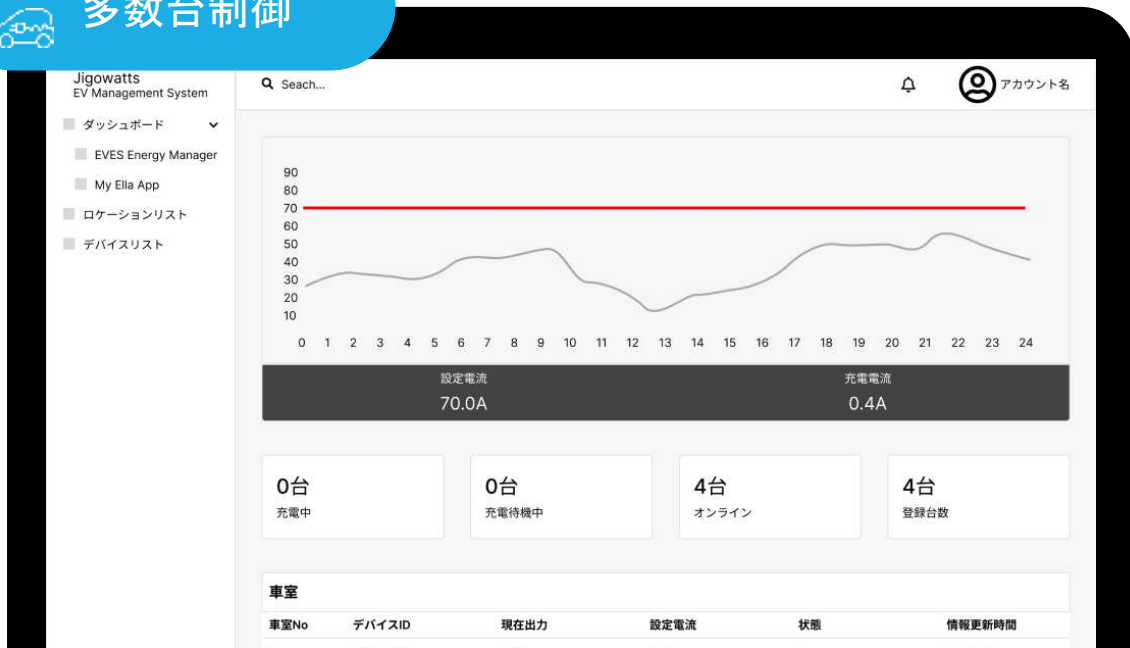 多数台制御
Jigowatts
EV Management System
Seach...
アカウント名
ダッシュボード
EVES Energy Manager
My Ella App
ロケーションリスト
デバイスリスト
90
80
70
60
50
40
30
20
10
0 1 2 3 4 5 6 7 8 9 10 11 12 13 14 15 16 17 18 19 20 21 22 23 24
設定電流 充電電流
70.0A 0.4A
0台 0台 4台 4台
充電中 充電待機中 オンライン 登録台数
車室
車室No デバイスID 現在出力 設定電流 状態 情報更新時間